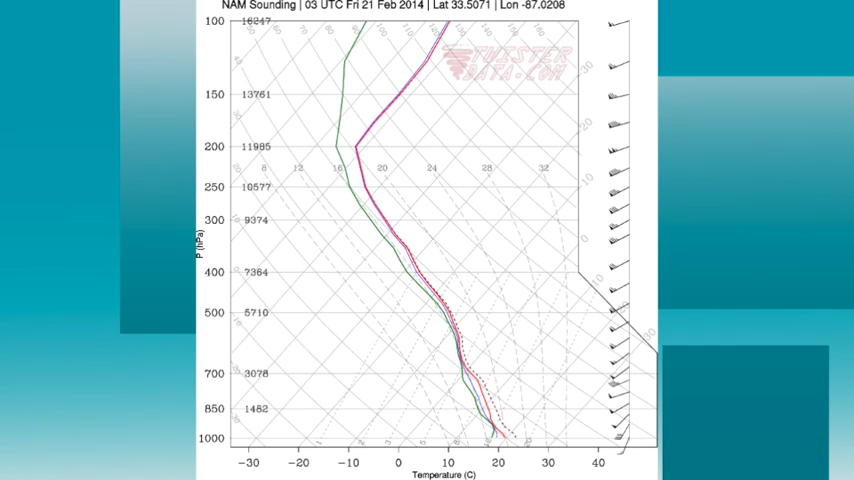 NAM Sounding | 03 UTC Fri 21 Feb 2014 | Lat 33.5071 | Lon -87.0208
100 16247
TWISTER
DATA.COM
150 13761
200 11985
8 12 16 20 24 28 32
250 10577
300 9374
P (hPa)
400 7364
500 5710
700 3078
850 1452
1000
−30 −20 −10 0 10 20 30 40
Temperature (C)